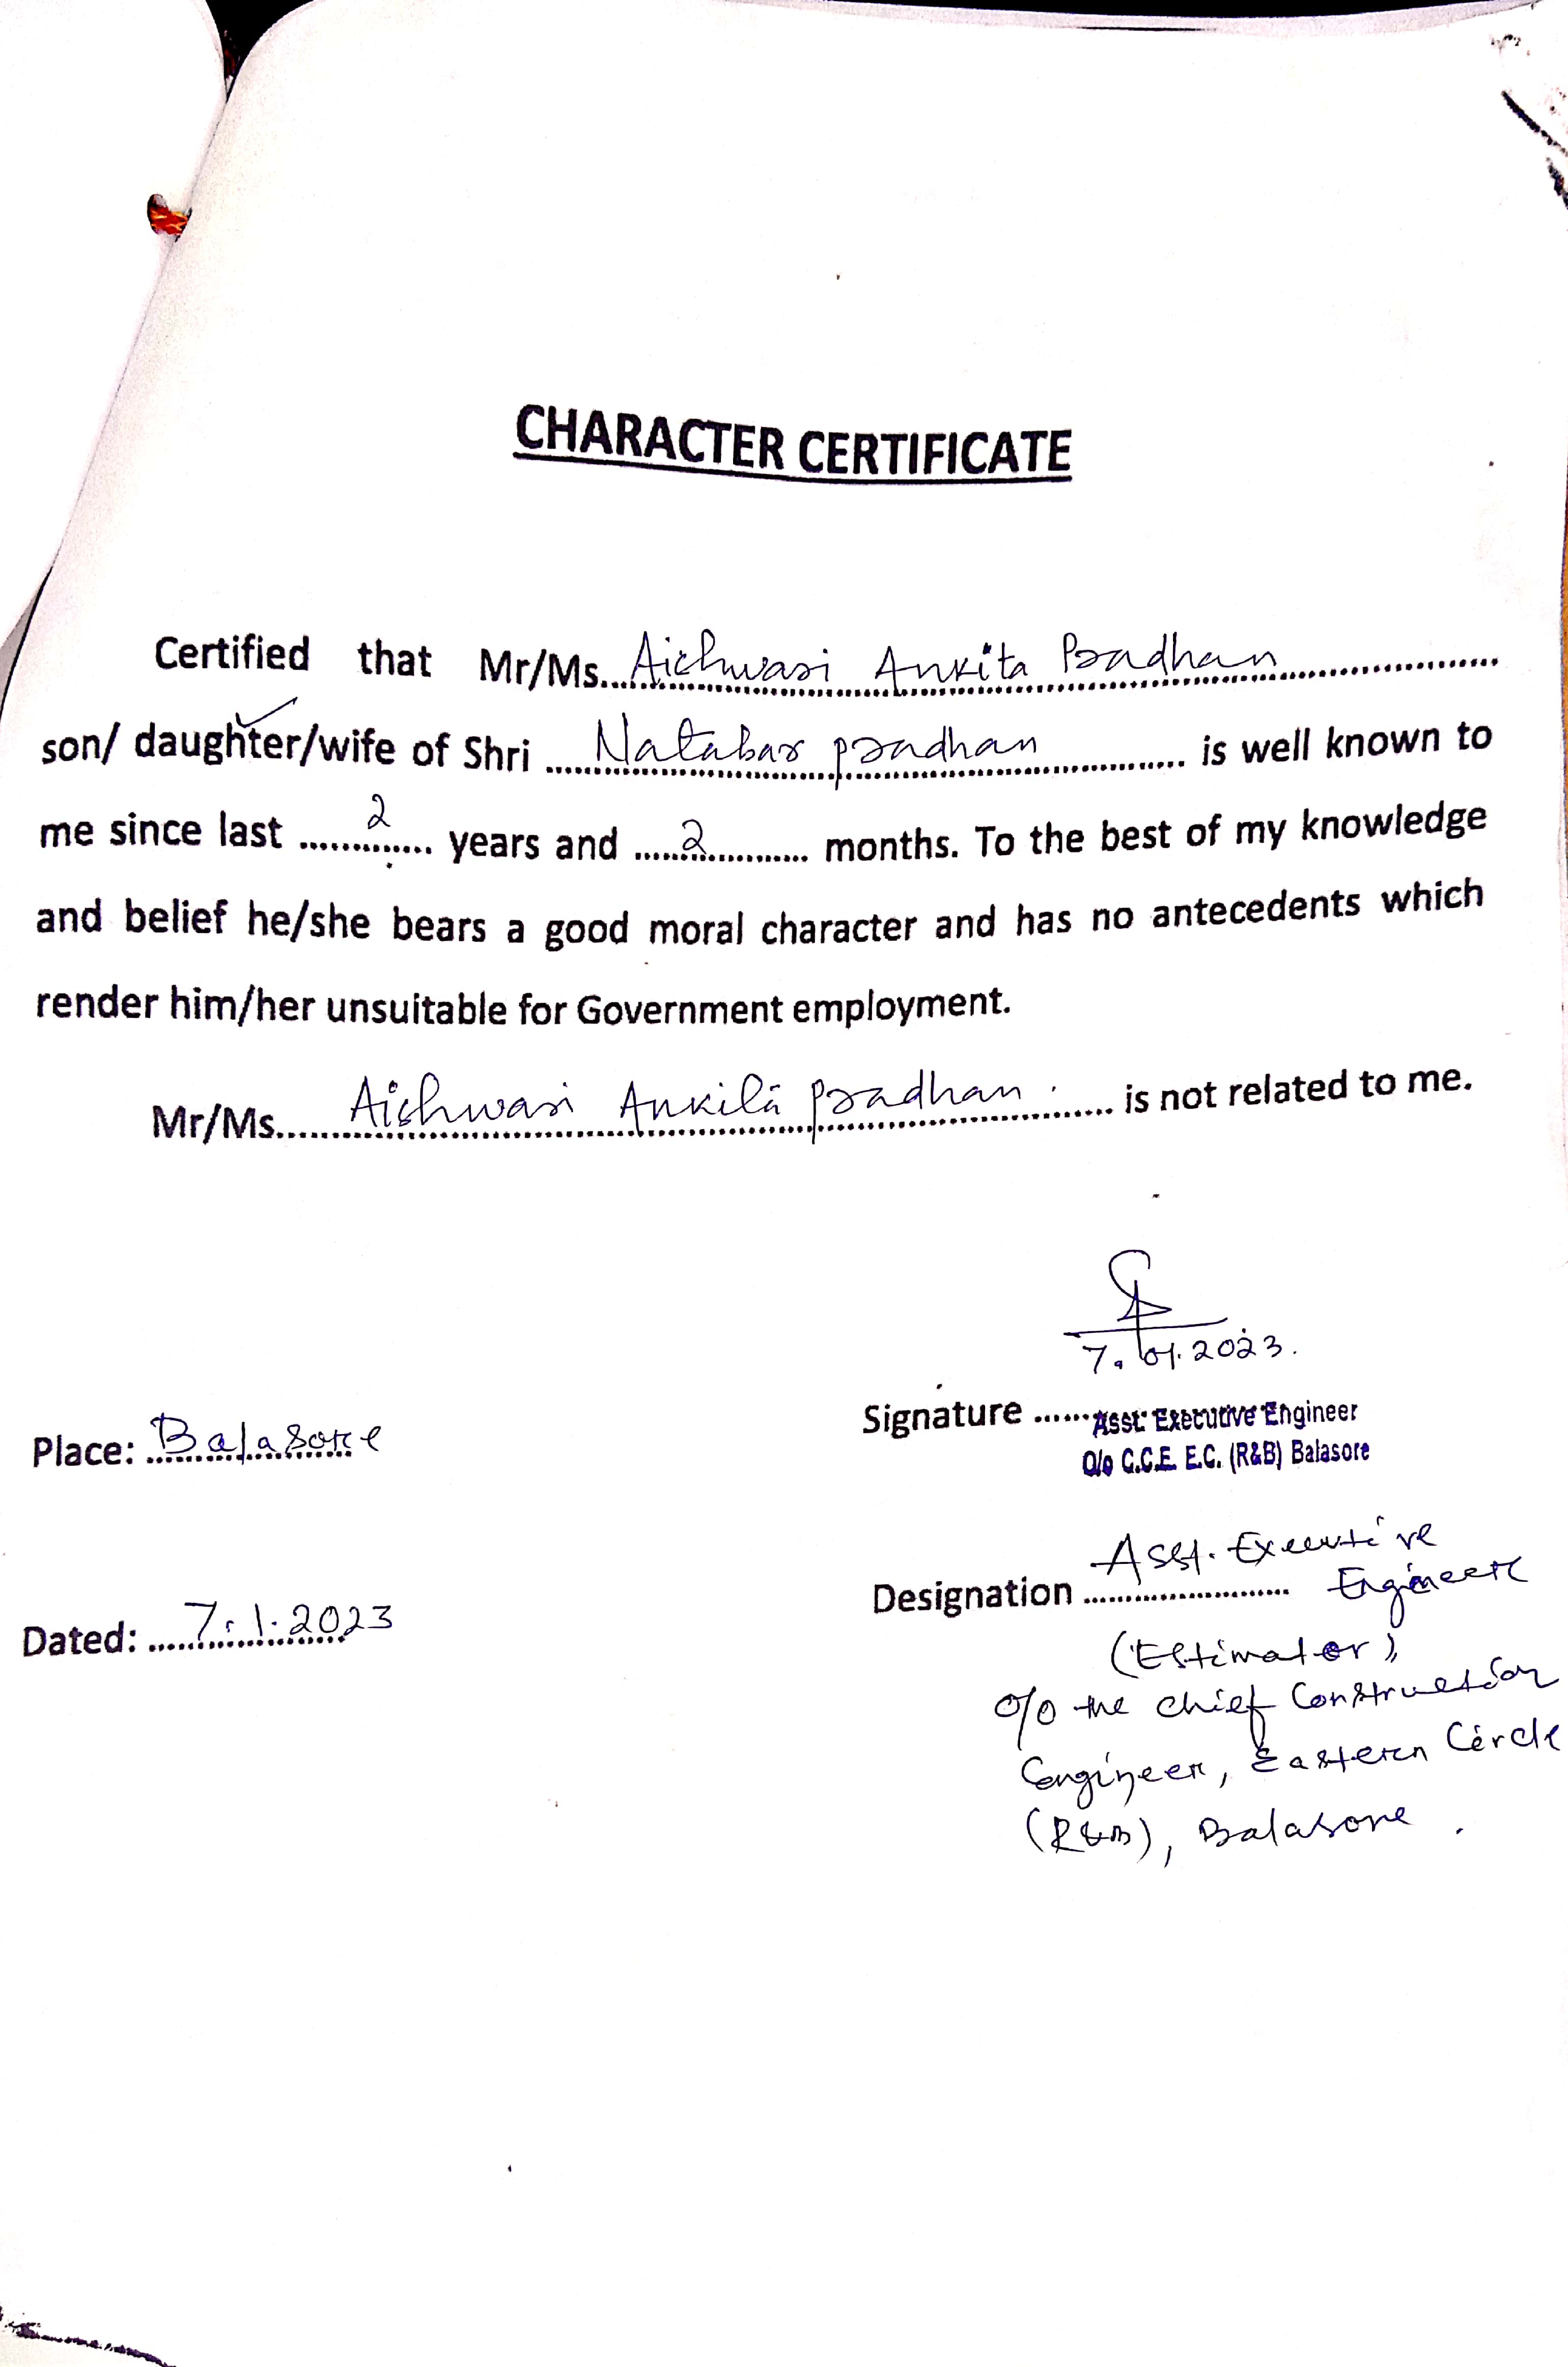 CHARACTER CERTIFICATE
Certified that Mr/Ms. Aishwari Ankita Pradhan
son/ daughter/wife of Shri Natabar pradhan is well known to
me since last 2 years and 2 months. To the best of my knowledge
and belief he/she bears a good moral character and has no antecedents which
render him/her unsuitable for Government employment.
Mr/Ms. Aishwari Ankita pradhan is not related to me.
7.01.2023.
Signature
Asst. Executive Engineer
O/o C.C.E. E.C. (R&B) Balasore
Place: Balasore
Asst. Executive
Designation Engineer
Dated: 7.1.2023
(Estimator),
O/o the Chief Construction
Engineer, Eastern Circle
(R&B), Balasore.